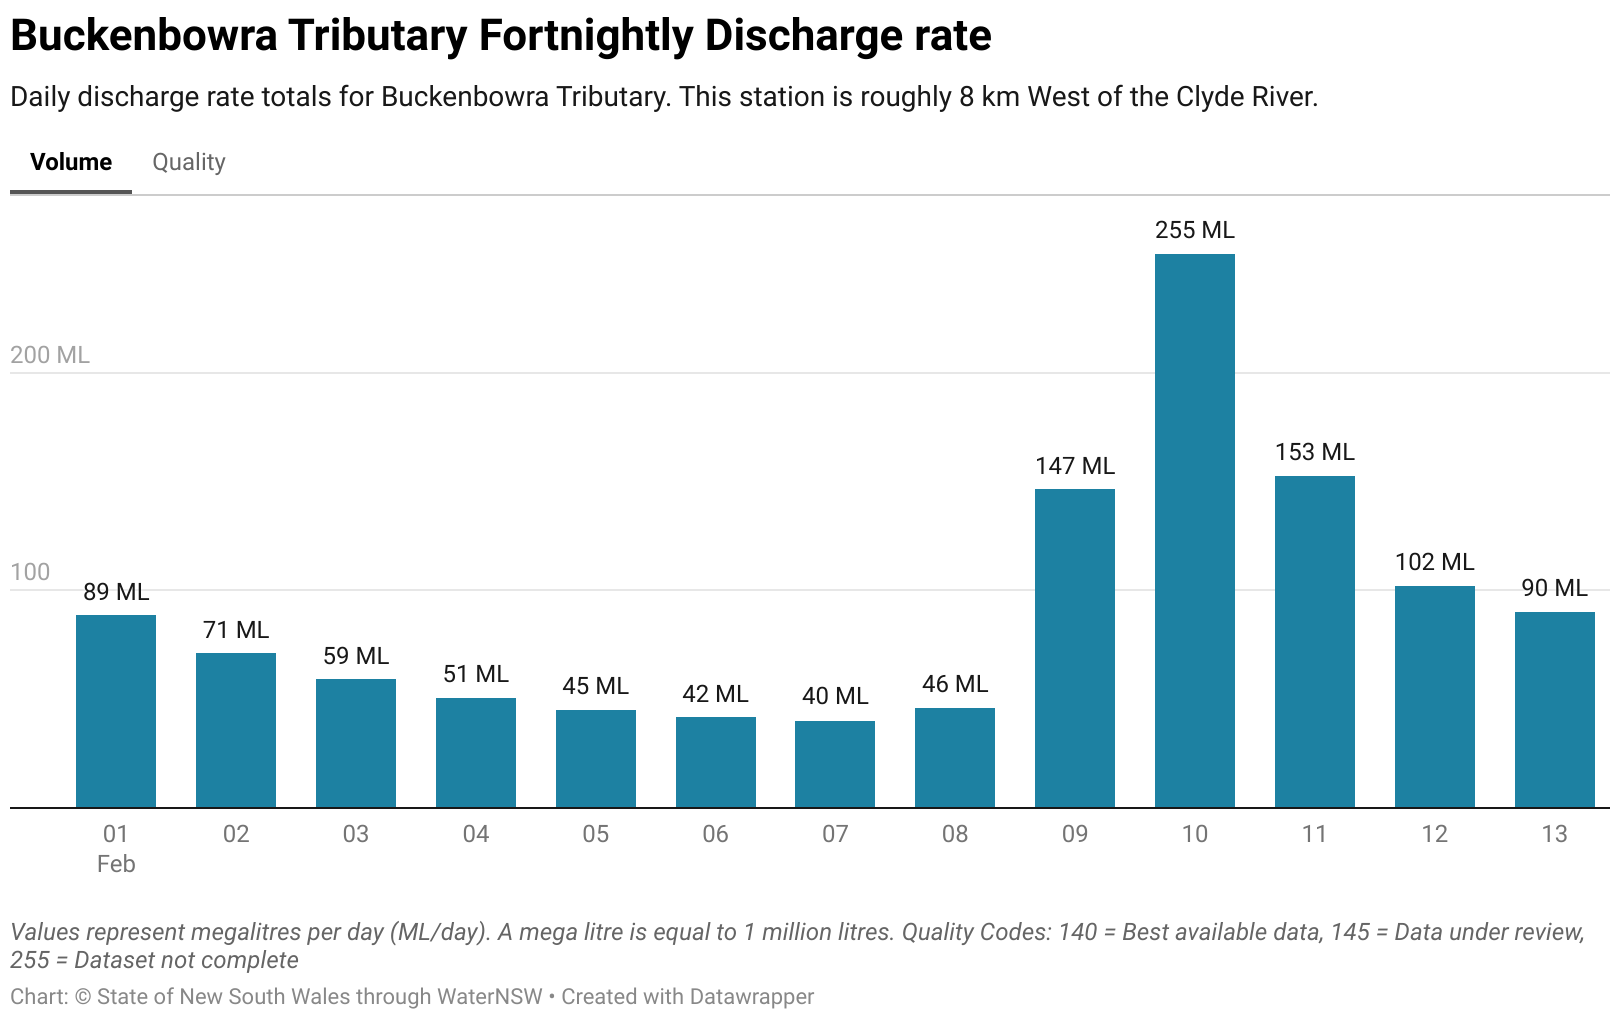 Buckenbowra Tributary Fortnightly Discharge rate
Daily discharge rate totals for Buckenbowra Tributary. This station is roughly 8 km West of the Clyde River.
Volume Quality
255 ML
200 ML
153 ML
147 ML
102 ML
100
90 ML
89 ML
71 ML
59 ML
51 ML
46 ML
45 ML
42 ML
40 ML
01 02 03 04 05 06 07 08 09 10 11 12 13
Feb
Values represent megalitres per day (ML/day). A mega litre is equal to 1 million litres. Quality Codes: 140 = Best available data, 145 = Data under review,
255 = Dataset not complete
Chart: © State of New South Wales through WaterNSW • Created with Datawrapper